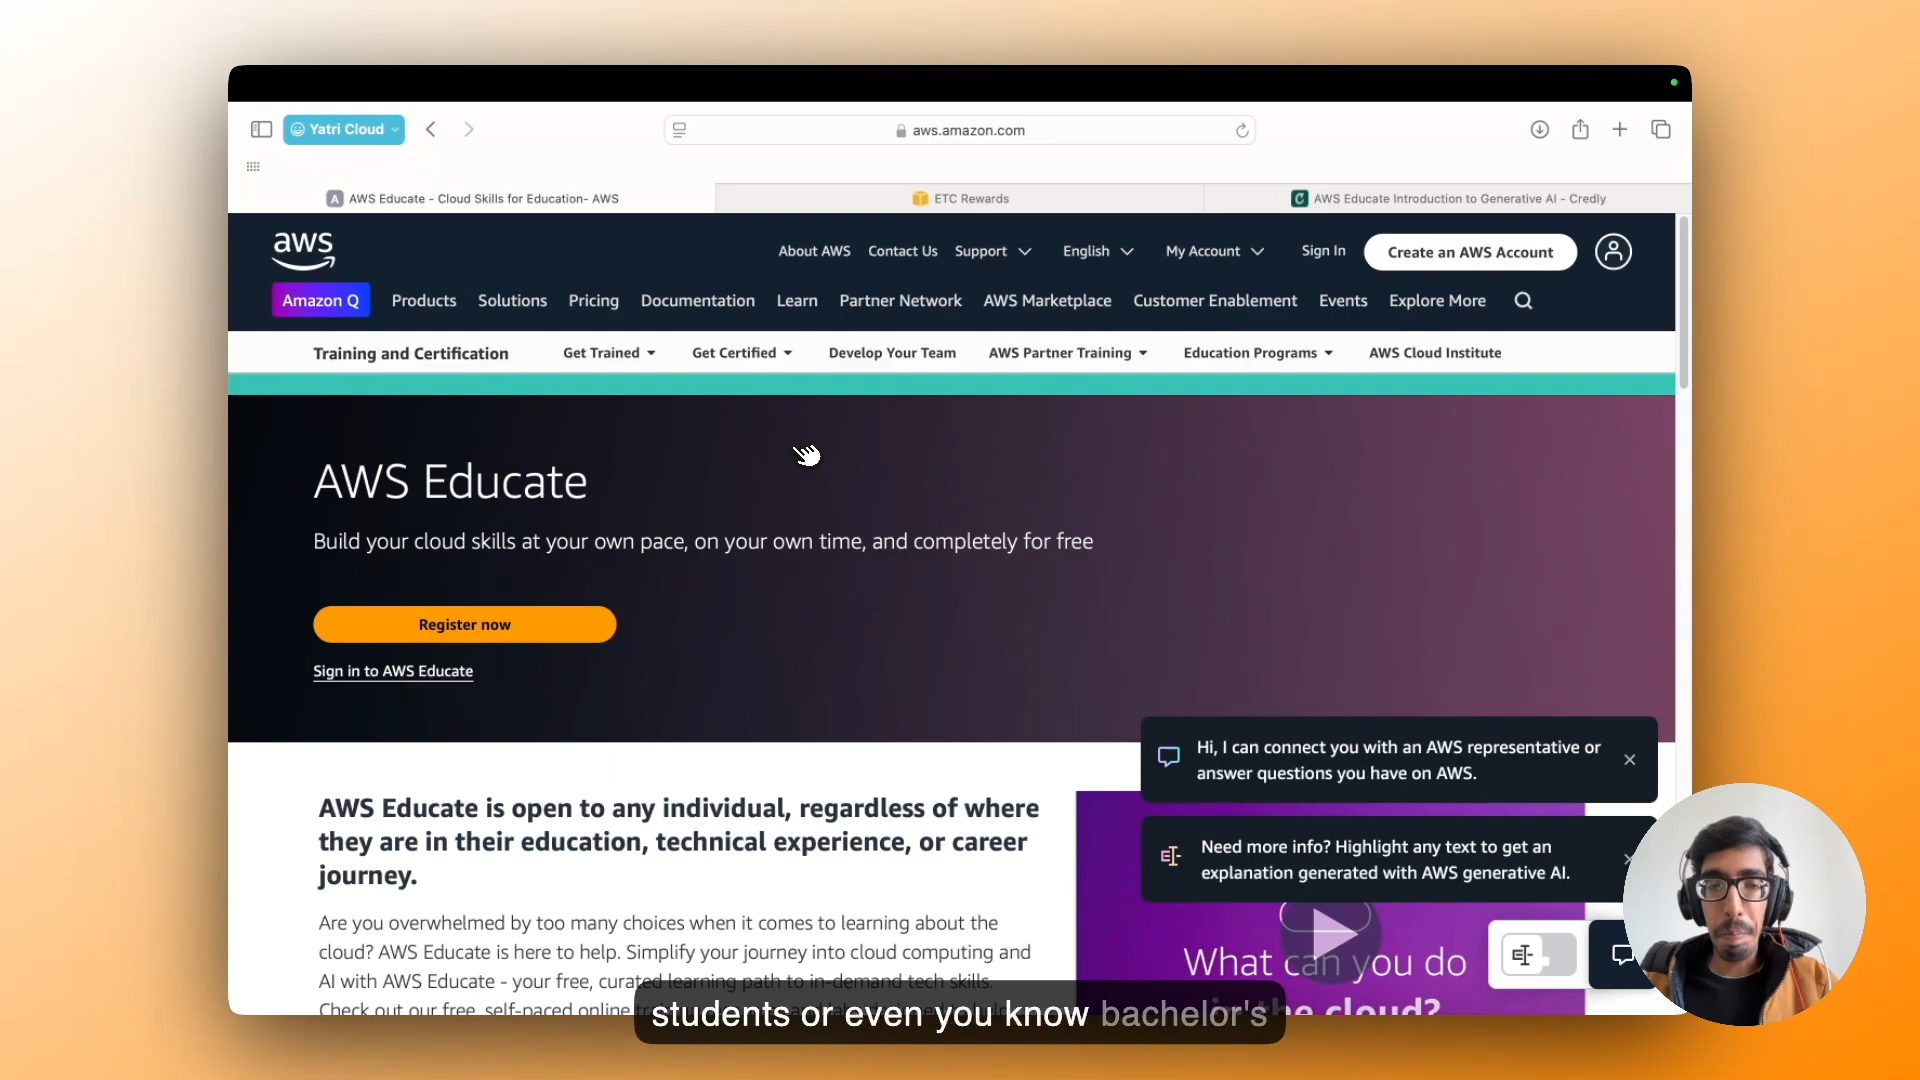 Yatri Cloud
aws.amazon.com
AWS Educate - Cloud Skills for Education- AWS
ETC Rewards
AWS Educate Introduction to Generative AI - Credly
aws
About AWS Contact Us Support English My Account Sign In Create an AWS Account
Amazon Q Products Solutions Pricing Documentation Learn Partner Network AWS Marketplace Customer Enablement Events Explore More
Training and Certification Get Trained Get Certified Develop Your Team AWS Partner Training Education Programs AWS Cloud Institute
AWS Educate
Build your cloud skills at your own pace, on your own time, and completely for free
Register now
Sign in to AWS Educate
Hi, I can connect you with an AWS representative or
answer questions you have on AWS.
AWS Educate is open to any individual, regardless of where
they are in their education, technical experience, or career
journey.
Need more info? Highlight any text to get an
explanation generated with AWS generative AI.
Are you overwhelmed by too many choices when it comes to learning about the
cloud? AWS Educate is here to help. Simplify your journey into cloud computing and
AI with AWS Educate - your free, curated learning path to in-demand tech skills.
Check out our free, self-paced online
What can you do
the cloud?
students or even you know bachelor's